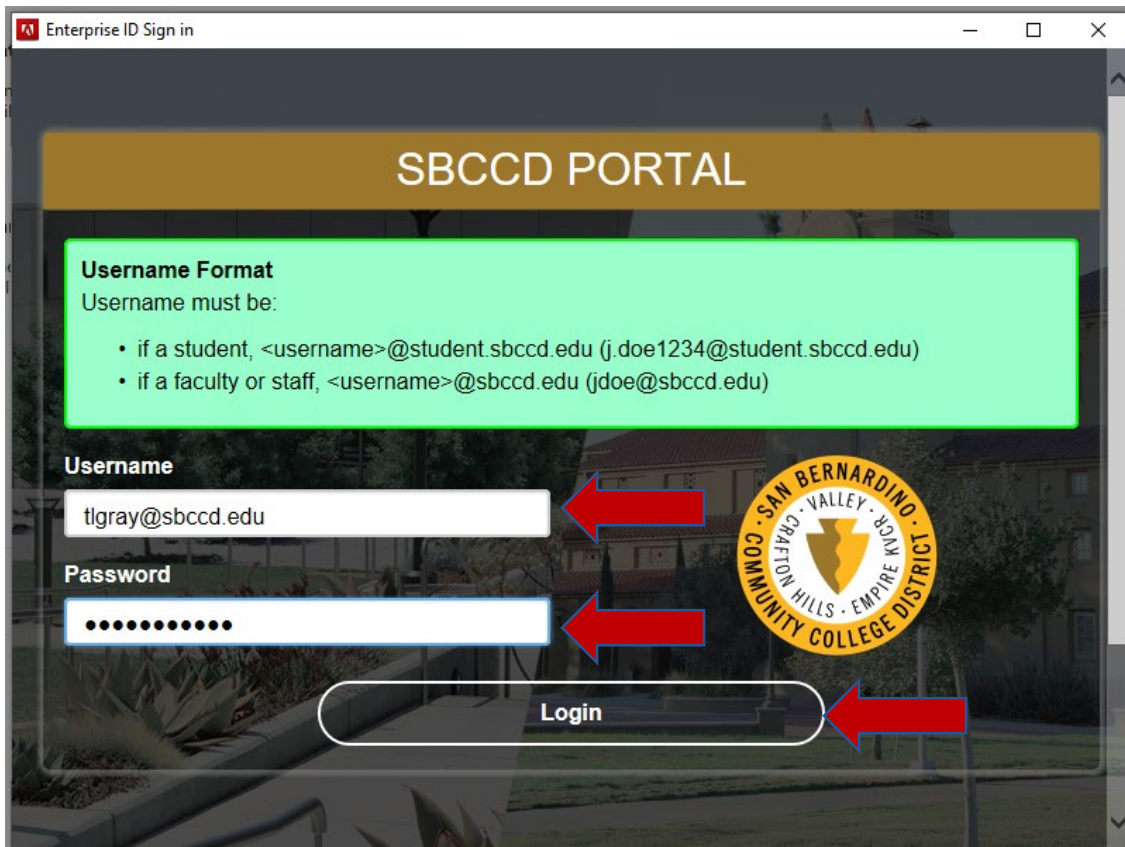 Enterprise ID Sign in
SBCCD PORTAL
Username Format
Username must be:
• if a student, <username>@student.sbccd.edu (j.doe1234@student.sbccd.edu)
• if a faculty or staff, <username>@sbccd.edu (jdoe@sbccd.edu)
Username
tlgray@sbccd.edu
SAN BERNARDINO
COMMUNITY COLLEGE DISTRICT
VALLEY · KVCR
CRAFTON HILLS · EMPIRE
Password
•••••••••••
Login